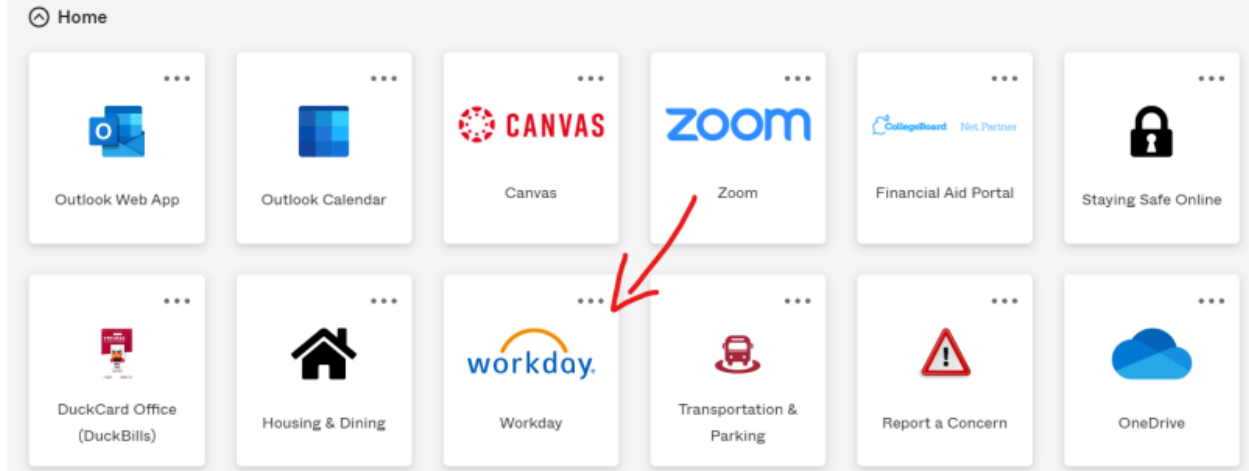 Home
CANVAS
zoom
CollegeBoard Net Partner
Outlook Web App
Outlook Calendar
Canvas
Zoom
Financial Aid Portal
Staying Safe Online
workday.
DuckCard Office
(DuckBills)
Housing & Dining
Workday
Transportation &
Parking
Report a Concern
OneDrive